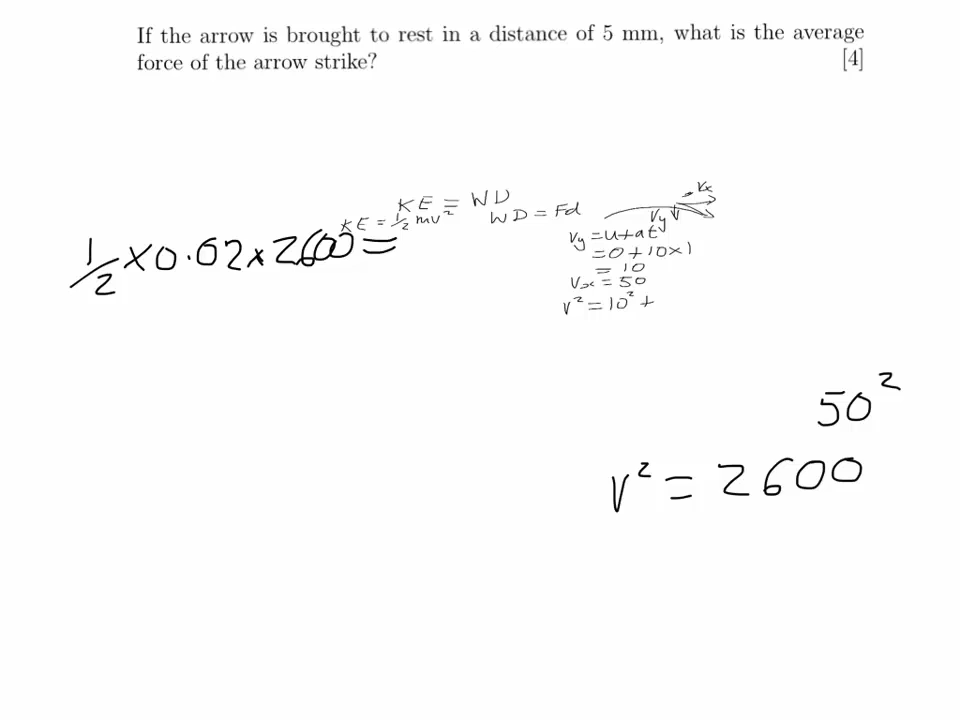 If the arrow is brought to rest in a distance of 5 mm, what is the average
force of the arrow strike? [4]
KE = WD
KE = 1/2 mv²
WD = Fd
1/2 × 0.02 × 2600 =
Vx
Vy
Vy = u + at
= 0 + 10 × 1
= 10
Vx = 50
v² = 10² +
50²
v² = 2600